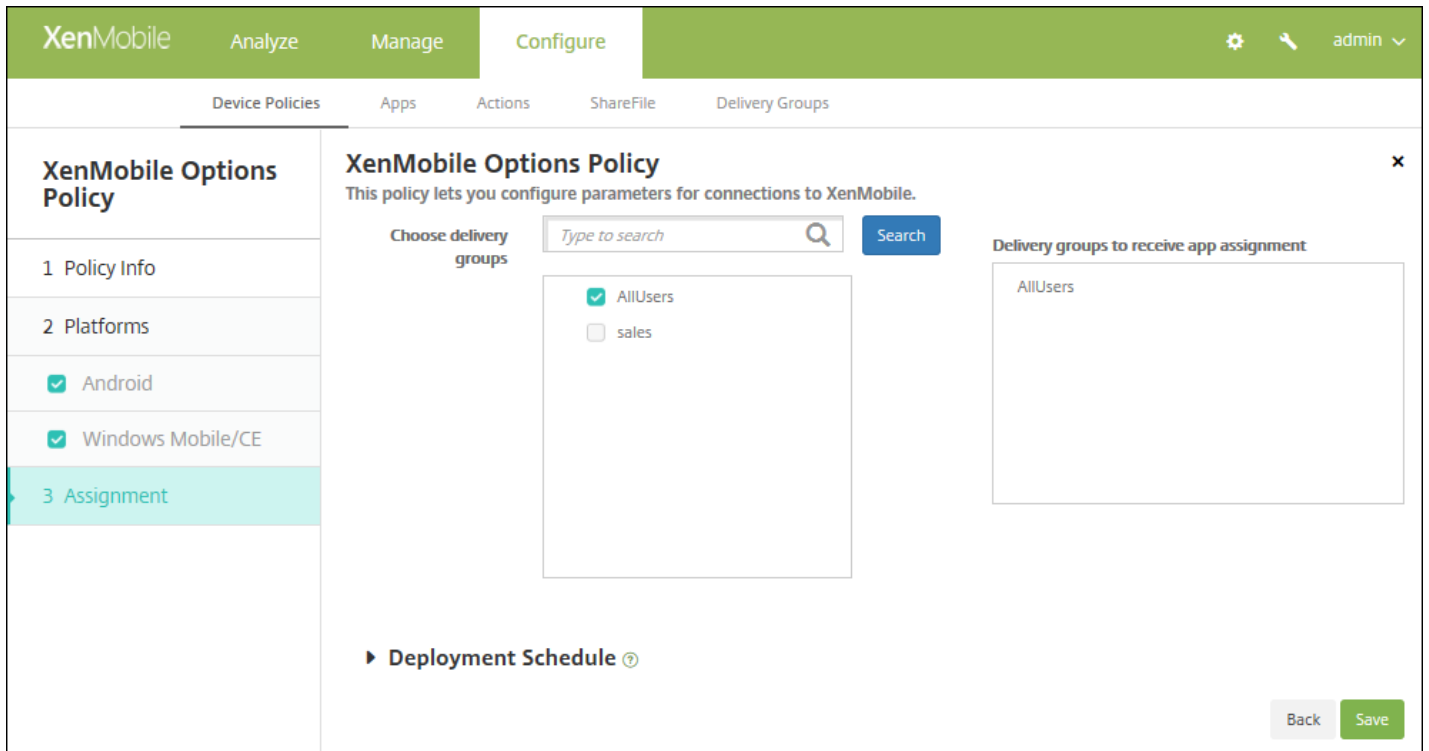 XenMobile
Analyze
Manage
Configure
admin
Device Policies
Apps
Actions
ShareFile
Delivery Groups
XenMobile Options
Policy
1 Policy Info
2 Platforms
Android
Windows Mobile/CE
3 Assignment
XenMobile Options Policy
This policy lets you configure parameters for connections to XenMobile.
Choose delivery
groups
Type to search
Search
AllUsers
sales
Delivery groups to receive app assignment
AllUsers
Deployment Schedule ?
Back
Save